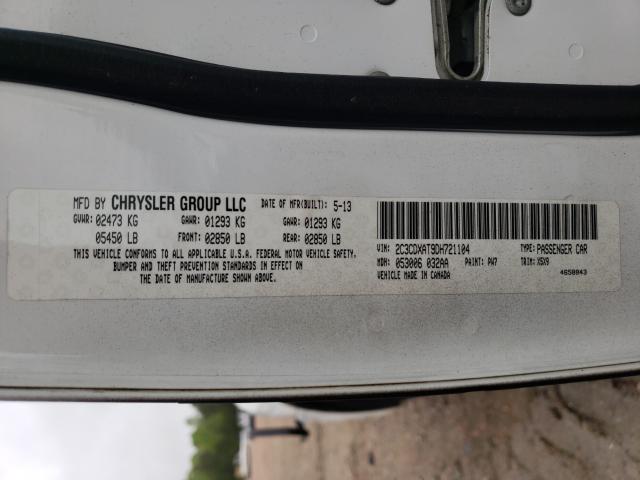 MFD BY CHRYSLER GROUP LLC DATE OF MFR(BUILT): 5-13
GVWR: 02473 KG GAWR: 01293 KG GAWR: 01293 KG
05450 LB FRONT: 02850 LB REAR: 02850 LB
THIS VEHICLE CONFORMS TO ALL APPLICABLE U.S.A. FEDERAL MOTOR VEHICLE SAFETY,
BUMPER AND THEFT PREVENTION STANDARDS IN EFFECT ON
THE DATE OF MANUFACTURE SHOWN ABOVE.
VIN: 2C3CDXAT9DH721104 TYPE: PASSENGER CAR
MDH: 053006 032AA PAINT: PW7 TRIM: X5X9
VEHICLE MADE IN CANADA 4658943